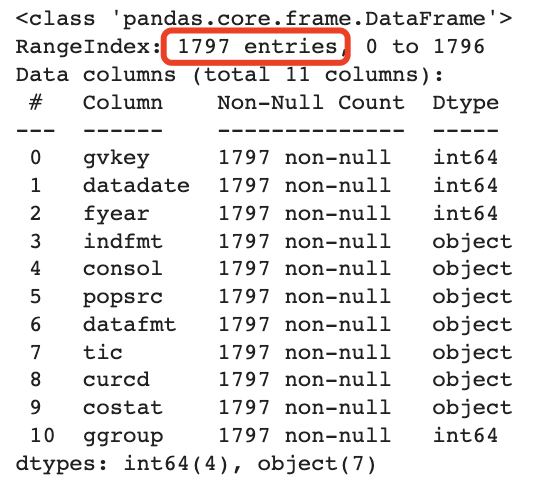 <class 'pandas.core.frame.DataFrame'>
RangeIndex: 1797 entries, 0 to 1796
Data columns (total 11 columns):
 #   Column    Non-Null Count  Dtype
---  ------    --------------  -----
 0   gvkey     1797 non-null   int64
 1   datadate  1797 non-null   int64
 2   fyear     1797 non-null   int64
 3   indfmt    1797 non-null   object
 4   consol    1797 non-null   object
 5   popsrc    1797 non-null   object
 6   datafmt   1797 non-null   object
 7   tic       1797 non-null   object
 8   curcd     1797 non-null   object
 9   costat    1797 non-null   object
 10  ggroup    1797 non-null   int64
dtypes: int64(4), object(7)